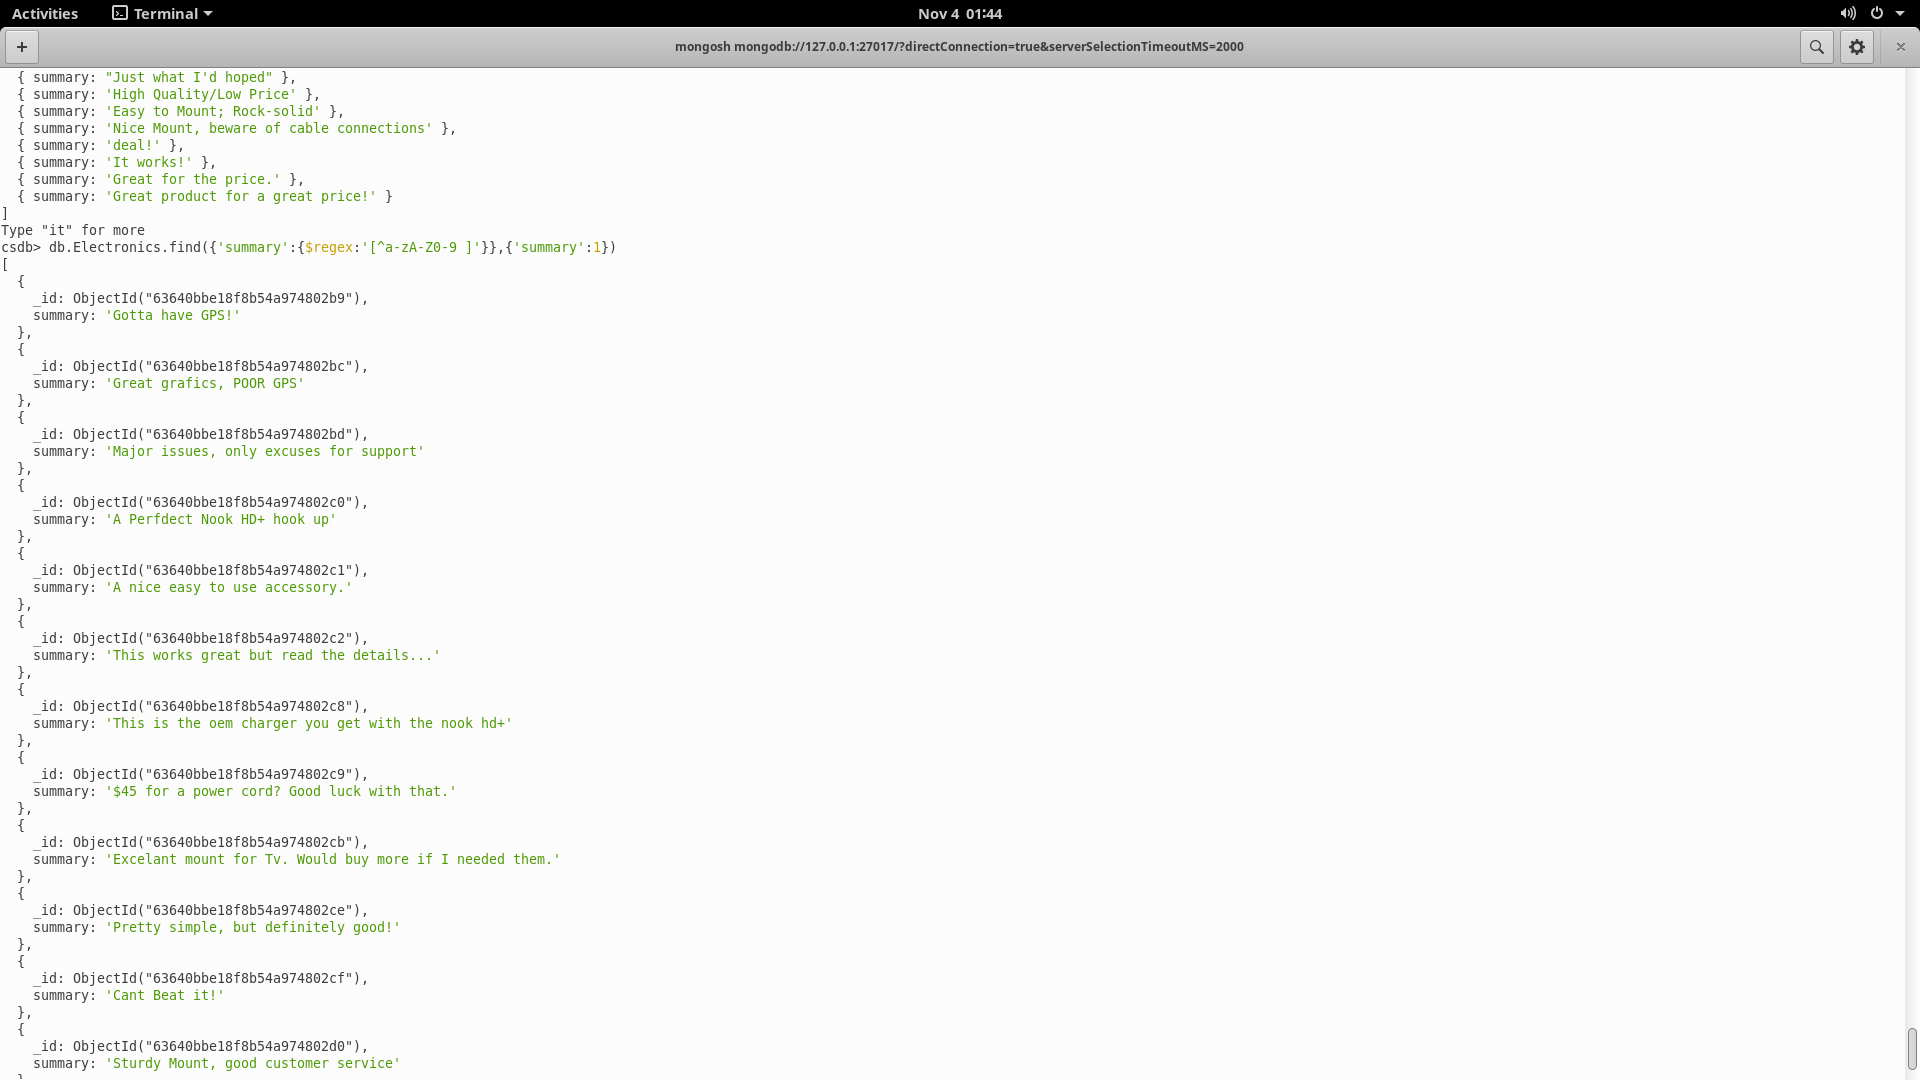 Activities Terminal Nov 4 01:44
mongosh mongodb://127.0.0.1:27017/?directConnection=true&serverSelectionTimeoutMS=2000
  { summary: "Just what I'd hoped" },
  { summary: 'High Quality/Low Price' },
  { summary: 'Easy to Mount; Rock-solid' },
  { summary: 'Nice Mount, beware of cable connections' },
  { summary: 'deal!' },
  { summary: 'It works!' },
  { summary: 'Great for the price.' },
  { summary: 'Great product for a great price!' }
]
Type "it" for more
csdb> db.Electronics.find({'summary':{$regex:'[^a-zA-Z0-9 ]'}},{'summary':1})
[
  {
    _id: ObjectId("63640bbe18f8b54a974802b9"),
    summary: 'Gotta have GPS!'
  },
  {
    _id: ObjectId("63640bbe18f8b54a974802bc"),
    summary: 'Great grafics, POOR GPS'
  },
  {
    _id: ObjectId("63640bbe18f8b54a974802bd"),
    summary: 'Major issues, only excuses for support'
  },
  {
    _id: ObjectId("63640bbe18f8b54a974802c0"),
    summary: 'A Perfdect Nook HD+ hook up'
  },
  {
    _id: ObjectId("63640bbe18f8b54a974802c1"),
    summary: 'A nice easy to use accessory.'
  },
  {
    _id: ObjectId("63640bbe18f8b54a974802c2"),
    summary: 'This works great but read the details...'
  },
  {
    _id: ObjectId("63640bbe18f8b54a974802c8"),
    summary: 'This is the oem charger you get with the nook hd+'
  },
  {
    _id: ObjectId("63640bbe18f8b54a974802c9"),
    summary: '$45 for a power cord? Good luck with that.'
  },
  {
    _id: ObjectId("63640bbe18f8b54a974802cb"),
    summary: 'Excelant mount for Tv. Would buy more if I needed them.'
  },
  {
    _id: ObjectId("63640bbe18f8b54a974802ce"),
    summary: 'Pretty simple, but definitely good!'
  },
  {
    _id: ObjectId("63640bbe18f8b54a974802cf"),
    summary: 'Cant Beat it!'
  },
  {
    _id: ObjectId("63640bbe18f8b54a974802d0"),
    summary: 'Sturdy Mount, good customer service'